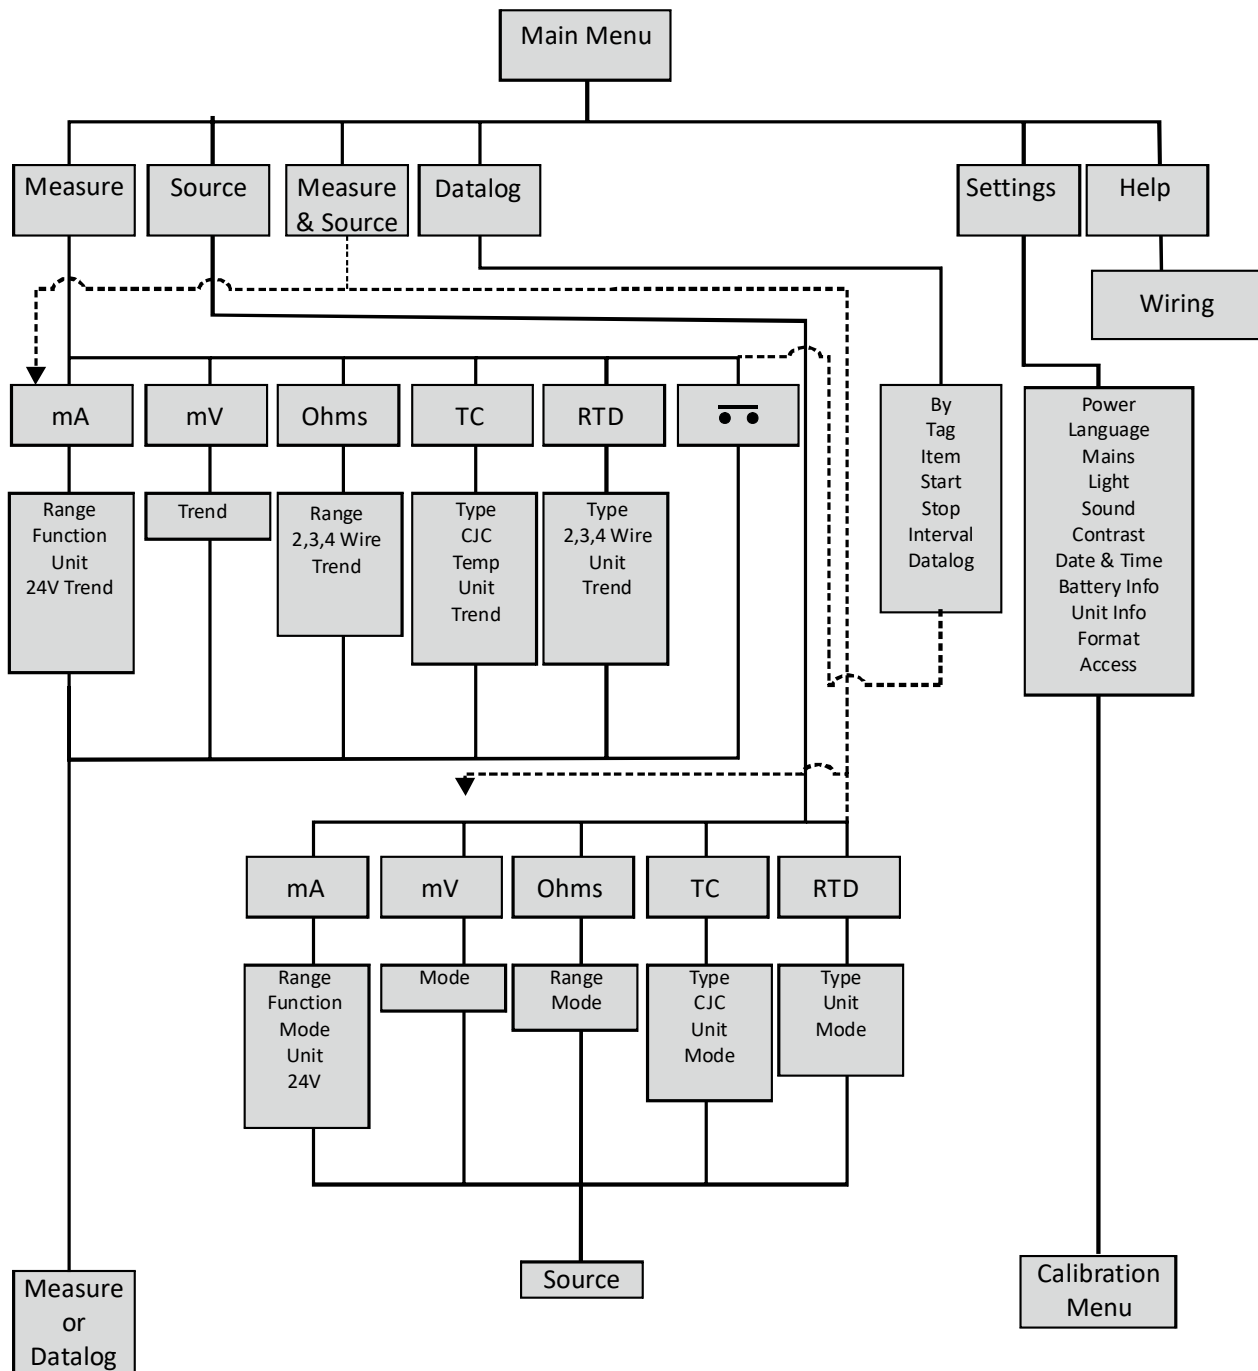 Main Menu
Measure
Source
Measure
& Source
Datalog
Settings
Help
Wiring
mA
mV
Ohms
TC
RTD
Range
Function
Unit
24V Trend
Trend
Range
2,3,4 Wire
Trend
Type
CJC
Temp
Unit
Trend
Type
2,3,4 Wire
Unit
Trend
By
Tag
Item
Start
Stop
Interval
Datalog
Power
Language
Mains
Light
Sound
Contrast
Date & Time
Battery Info
Unit Info
Format
Access
mA
mV
Ohms
TC
RTD
Range
Function
Mode
Unit
24V
Mode
Range
Mode
Type
CJC
Unit
Mode
Type
Unit
Mode
Measure
or
Datalog
Source
Calibration
Menu